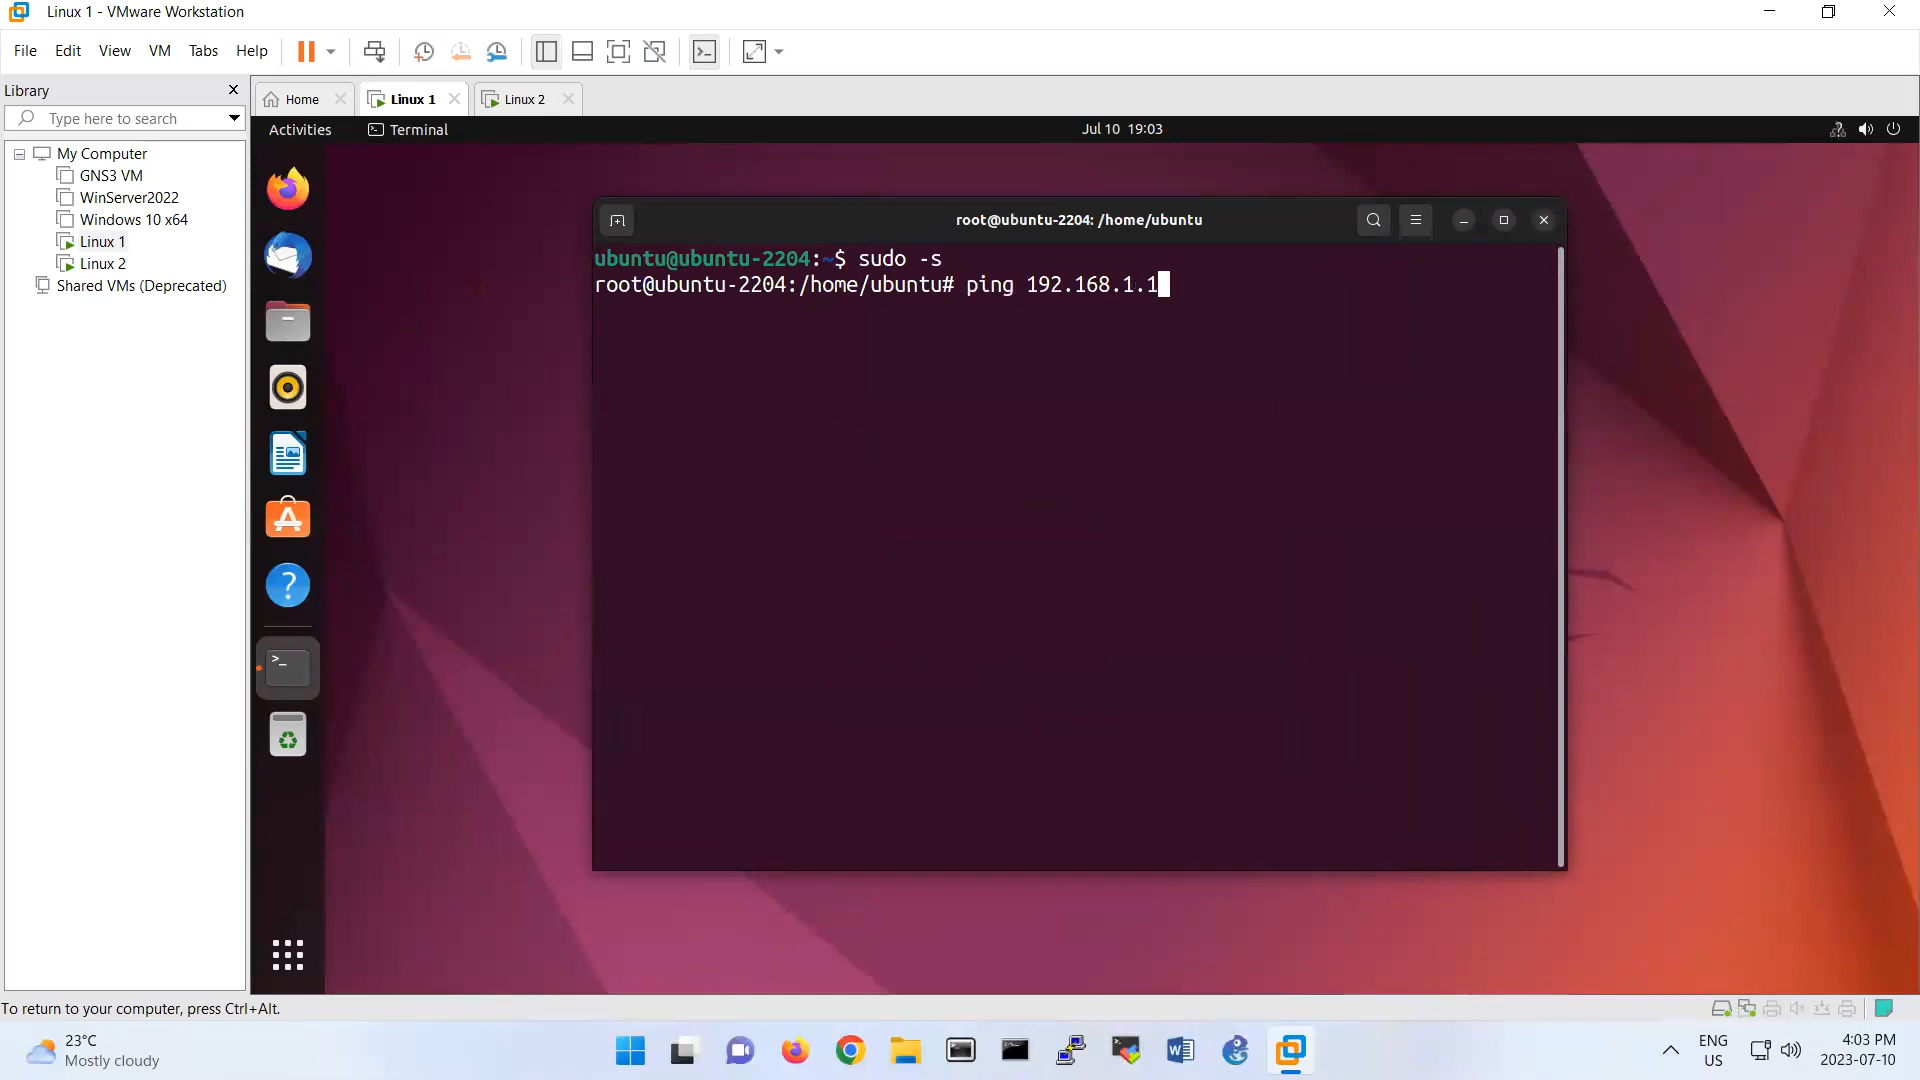 Linux 1 - VMware Workstation
File Edit View VM Tabs Help
Library
Type here to search
My Computer
GNS3 VM
WinServer2022
Windows 10 x64
Linux 1
Linux 2
Shared VMs (Deprecated)
Home Linux 1 Linux 2
Activities Terminal Jul 10 19:03
root@ubuntu-2204: /home/ubuntu
ubuntu@ubuntu-2204:~$ sudo -s
root@ubuntu-2204:/home/ubuntu# ping 192.168.1.1
To return to your computer, press Ctrl+Alt.
23°C
Mostly cloudy
ENG
US
4:03 PM
2023-07-10